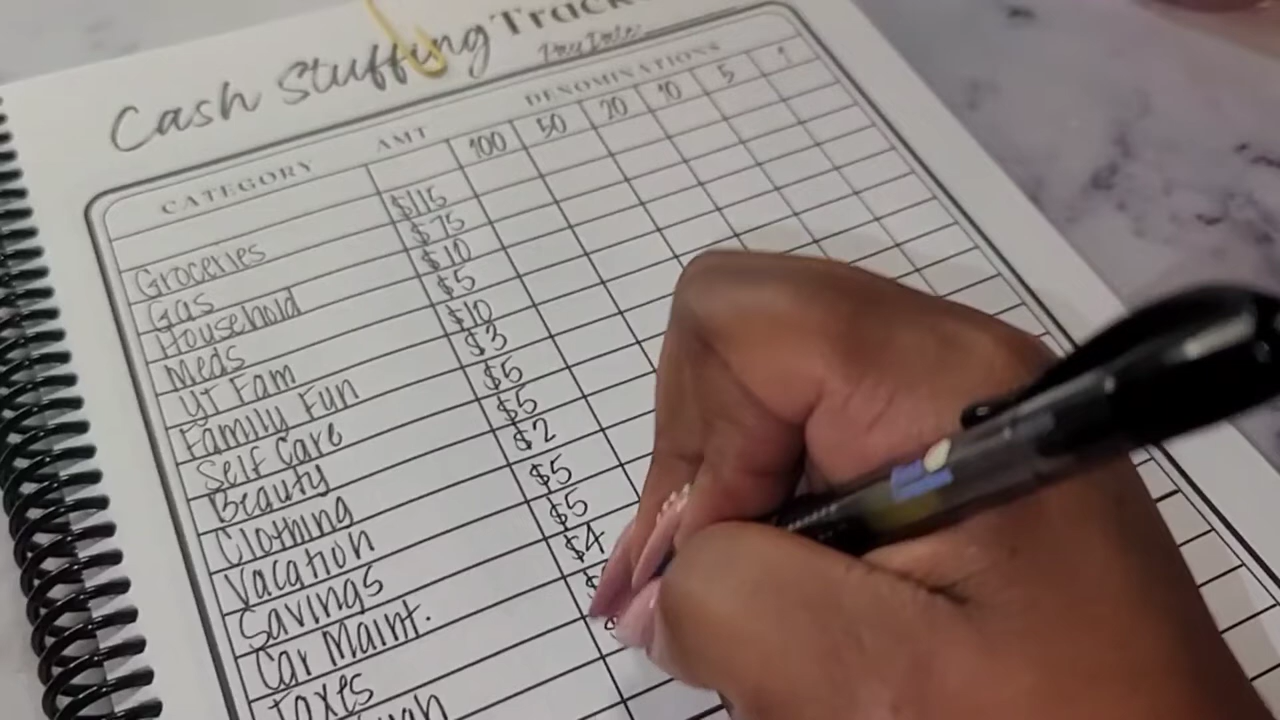 Cash Stuffing Track
Pay Date:
DENOMINATIONS
CATEGORY AMT 100 50 20 10 5 1
Groceries $115
Gas $75
Household $10
Meds $5
YT Fam $10
Family Fun $3
Self Care $5
Beauty $5
Clothing $2
Vacation $5
Savings $5
Car Maint. $4
Taxes